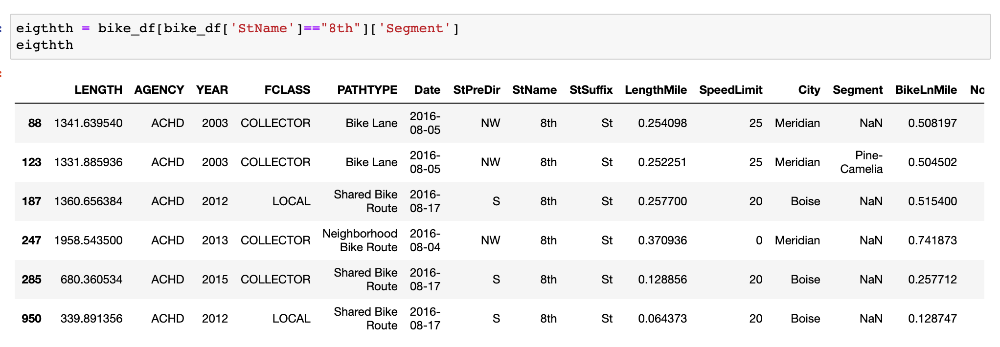 : eigthth = bike_df[bike_df['StName']=="8th"]['Segment']
eigthth
:
LENGTH AGENCY YEAR FCLASS PATHTYPE Date StPreDir StName StSuffix LengthMile SpeedLimit City Segment BikeLnMile No
88 1341.639540 ACHD 2003 COLLECTOR Bike Lane 2016-08-05 NW 8th St 0.254098 25 Meridian NaN 0.508197
123 1331.885936 ACHD 2003 COLLECTOR Bike Lane 2016-08-05 NW 8th St 0.252251 25 Meridian Pine-Camelia 0.504502
187 1360.656384 ACHD 2012 LOCAL Shared Bike Route 2016-08-17 S 8th St 0.257700 20 Boise NaN 0.515400
247 1958.543500 ACHD 2013 COLLECTOR Neighborhood Bike Route 2016-08-04 NW 8th St 0.370936 0 Meridian NaN 0.741873
285 680.360534 ACHD 2015 COLLECTOR Shared Bike Route 2016-08-17 S 8th St 0.128856 20 Boise NaN 0.257712
950 339.891356 ACHD 2012 LOCAL Shared Bike Route 2016-08-17 S 8th St 0.064373 20 Boise NaN 0.128747